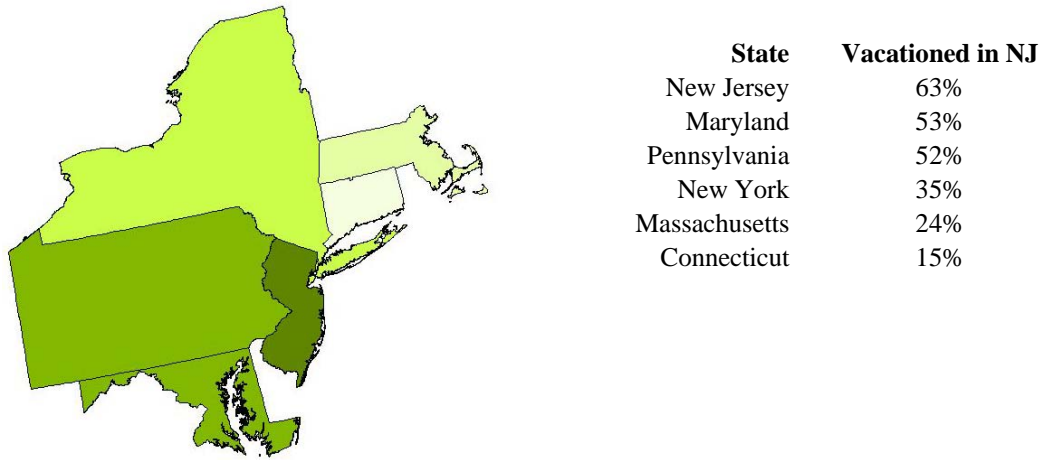 State Vacationed in NJ
New Jersey 63%
Maryland 53%
Pennsylvania 52%
New York 35%
Massachusetts 24%
Connecticut 15%